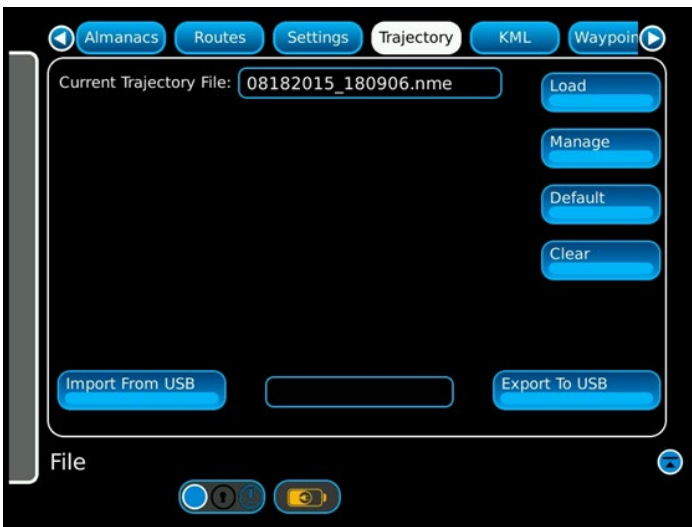 Almanacs Routes Settings Trajectory KML Waypoin
Current Trajectory File: 08182015_180906.nme Load
Manage
Default
Clear
Import From USB Export To USB
File